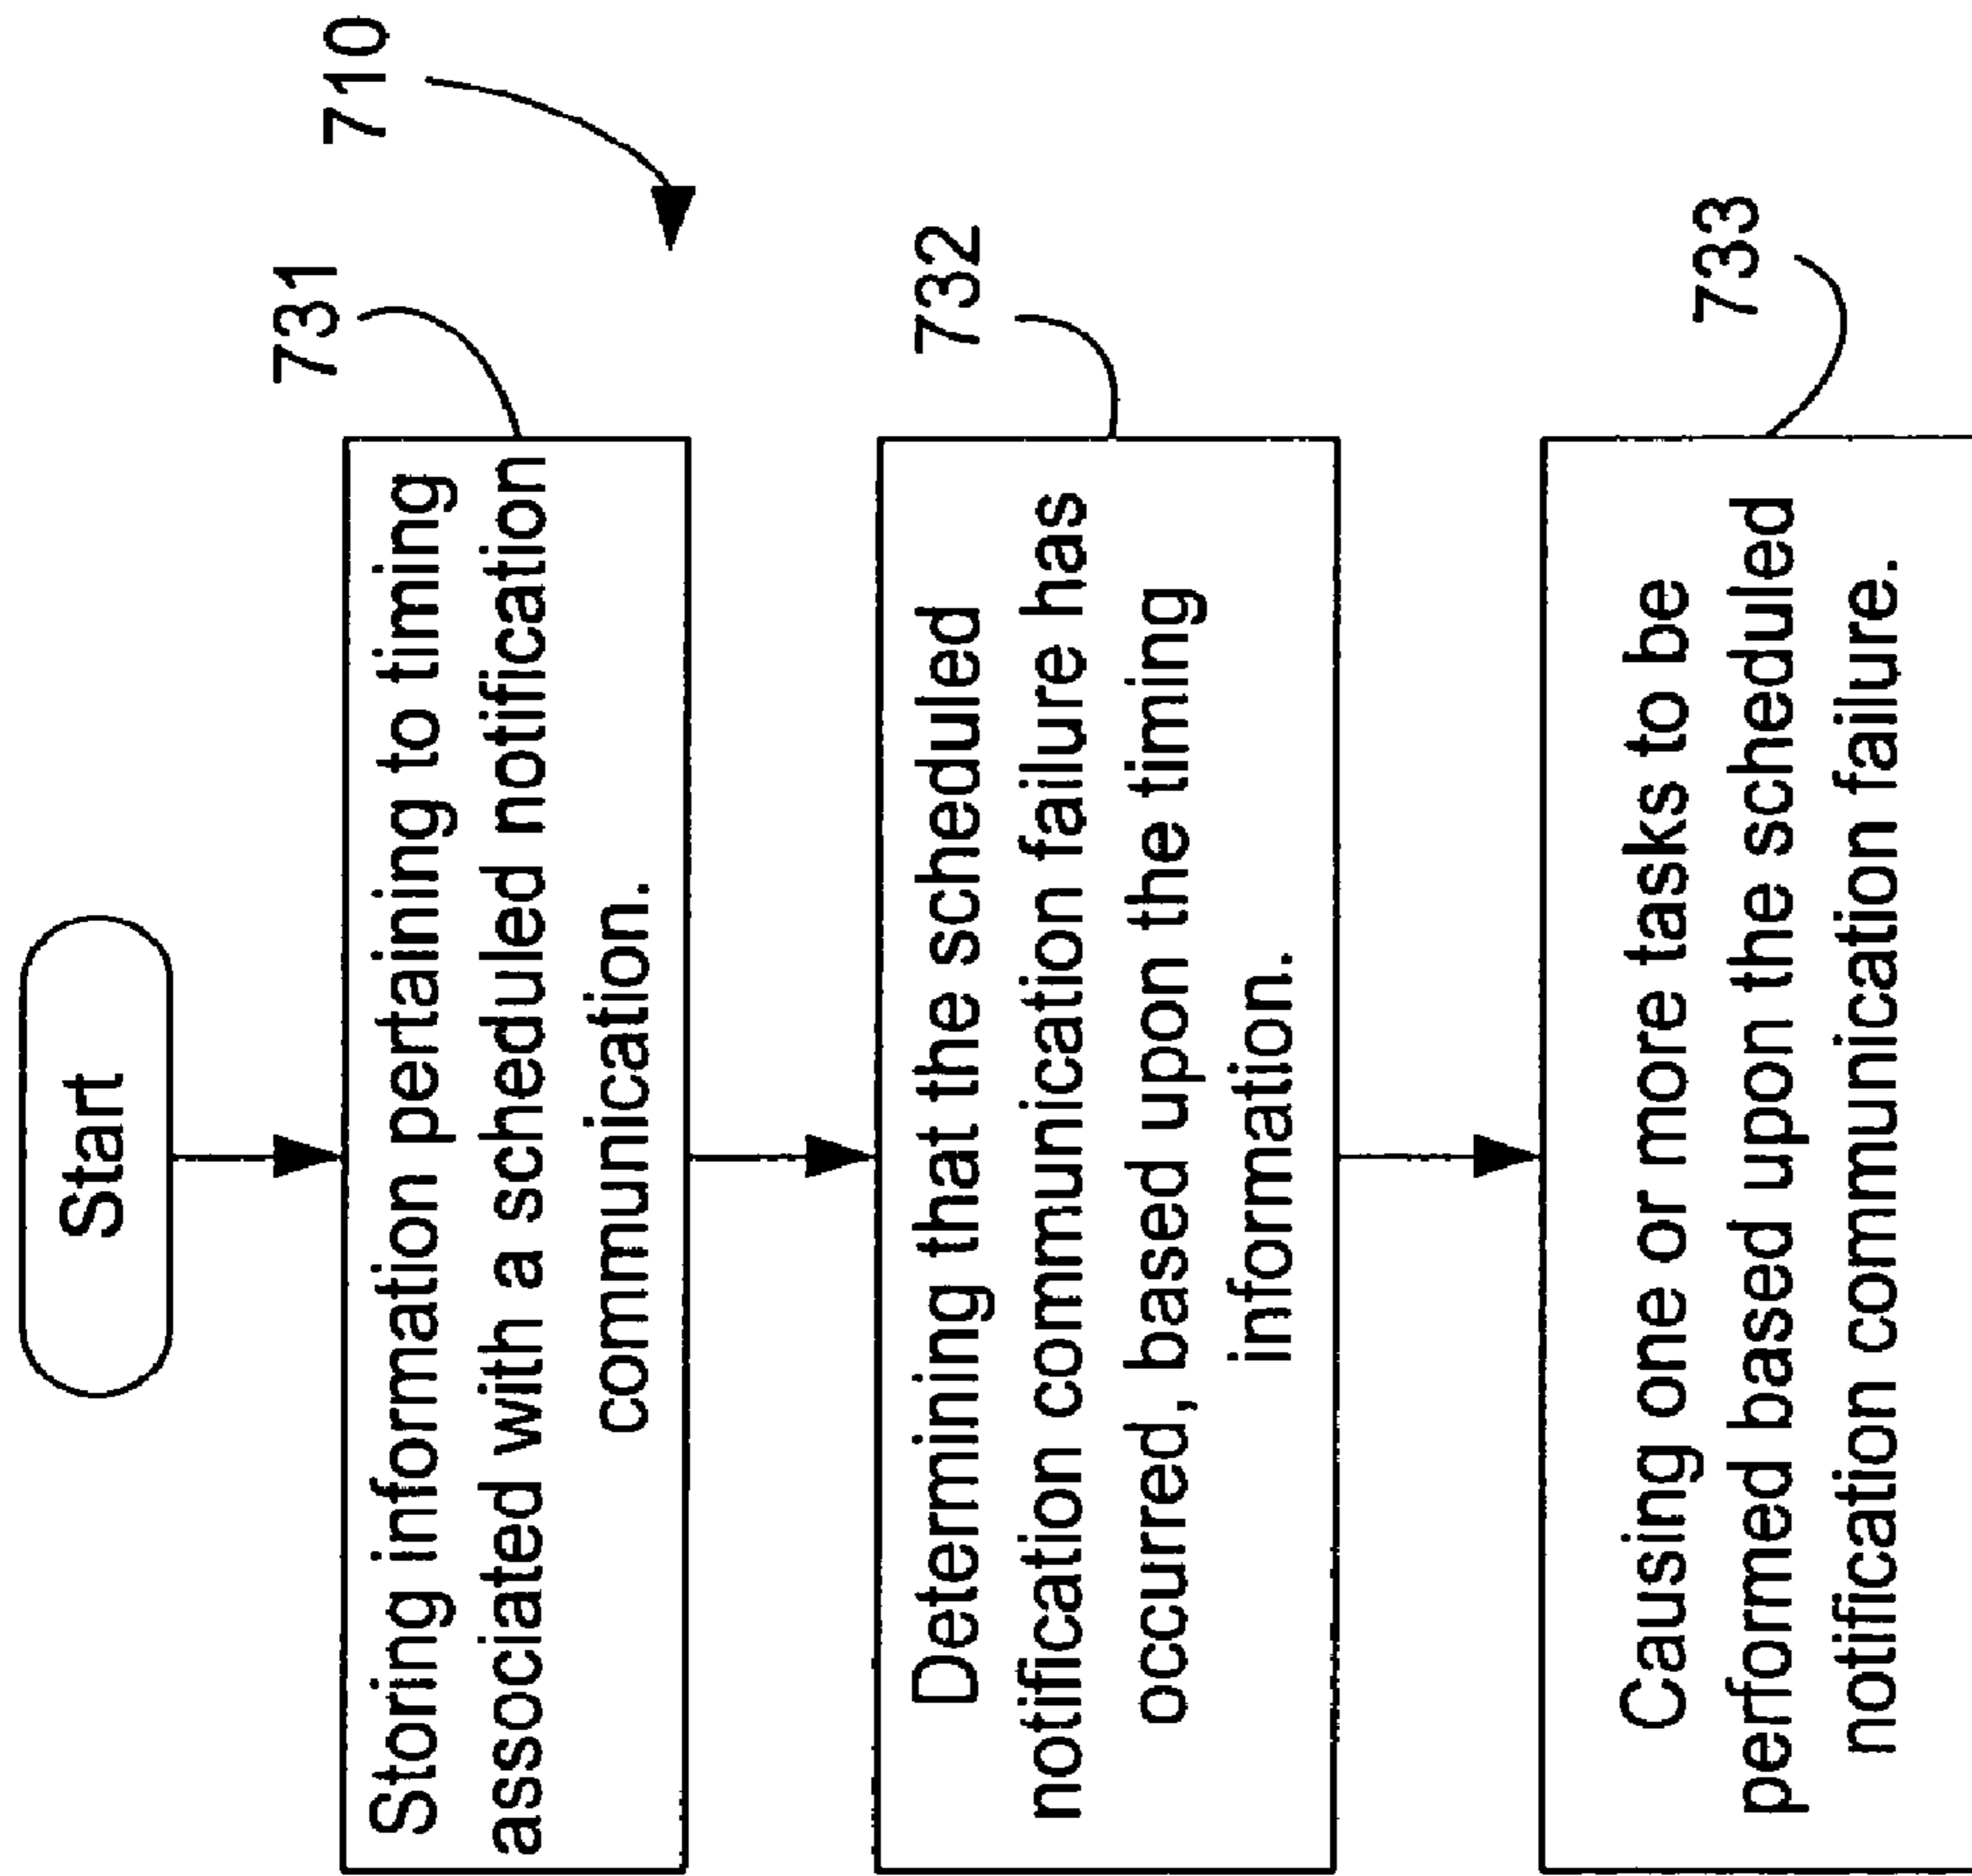 Start
710
731
Storing information pertaining to timing
associated with a scheduled notification
communication.
732
Determining that the scheduled
notification communication failure has
occurred, based upon the timing
information.
733
Causing one or more tasks to be
performed based upon the scheduled
notification communication failure.